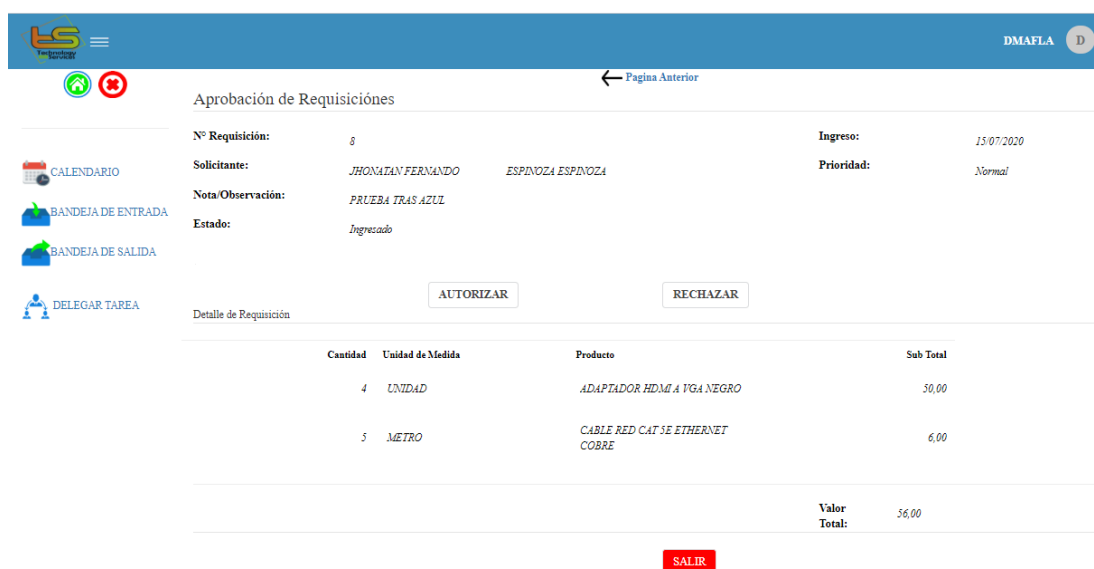 ts
Technology
Services
DMAFLA D
Pagina Anterior
Aprobación de Requisiciónes
Nº Requisición: 8 Ingreso: 15/07/2020
Solicitante: JHONATAN FERNANDO ESPINOZA ESPINOZA Prioridad: Normal
Nota/Observación: PRUEBA TRAS AZUL
Estado: Ingresado
CALENDARIO
BANDEJA DE ENTRADA
BANDEJA DE SALIDA
DELEGAR TAREA
AUTORIZAR RECHAZAR
Detalle de Requisición
Cantidad Unidad de Medida Producto Sub Total
4 UNIDAD ADAPTADOR HDMI A VGA NEGRO 50,00
5 METRO CABLE RED CAT 5E ETHERNET
COBRE 6,00
Valor
Total: 56,00
SALIR